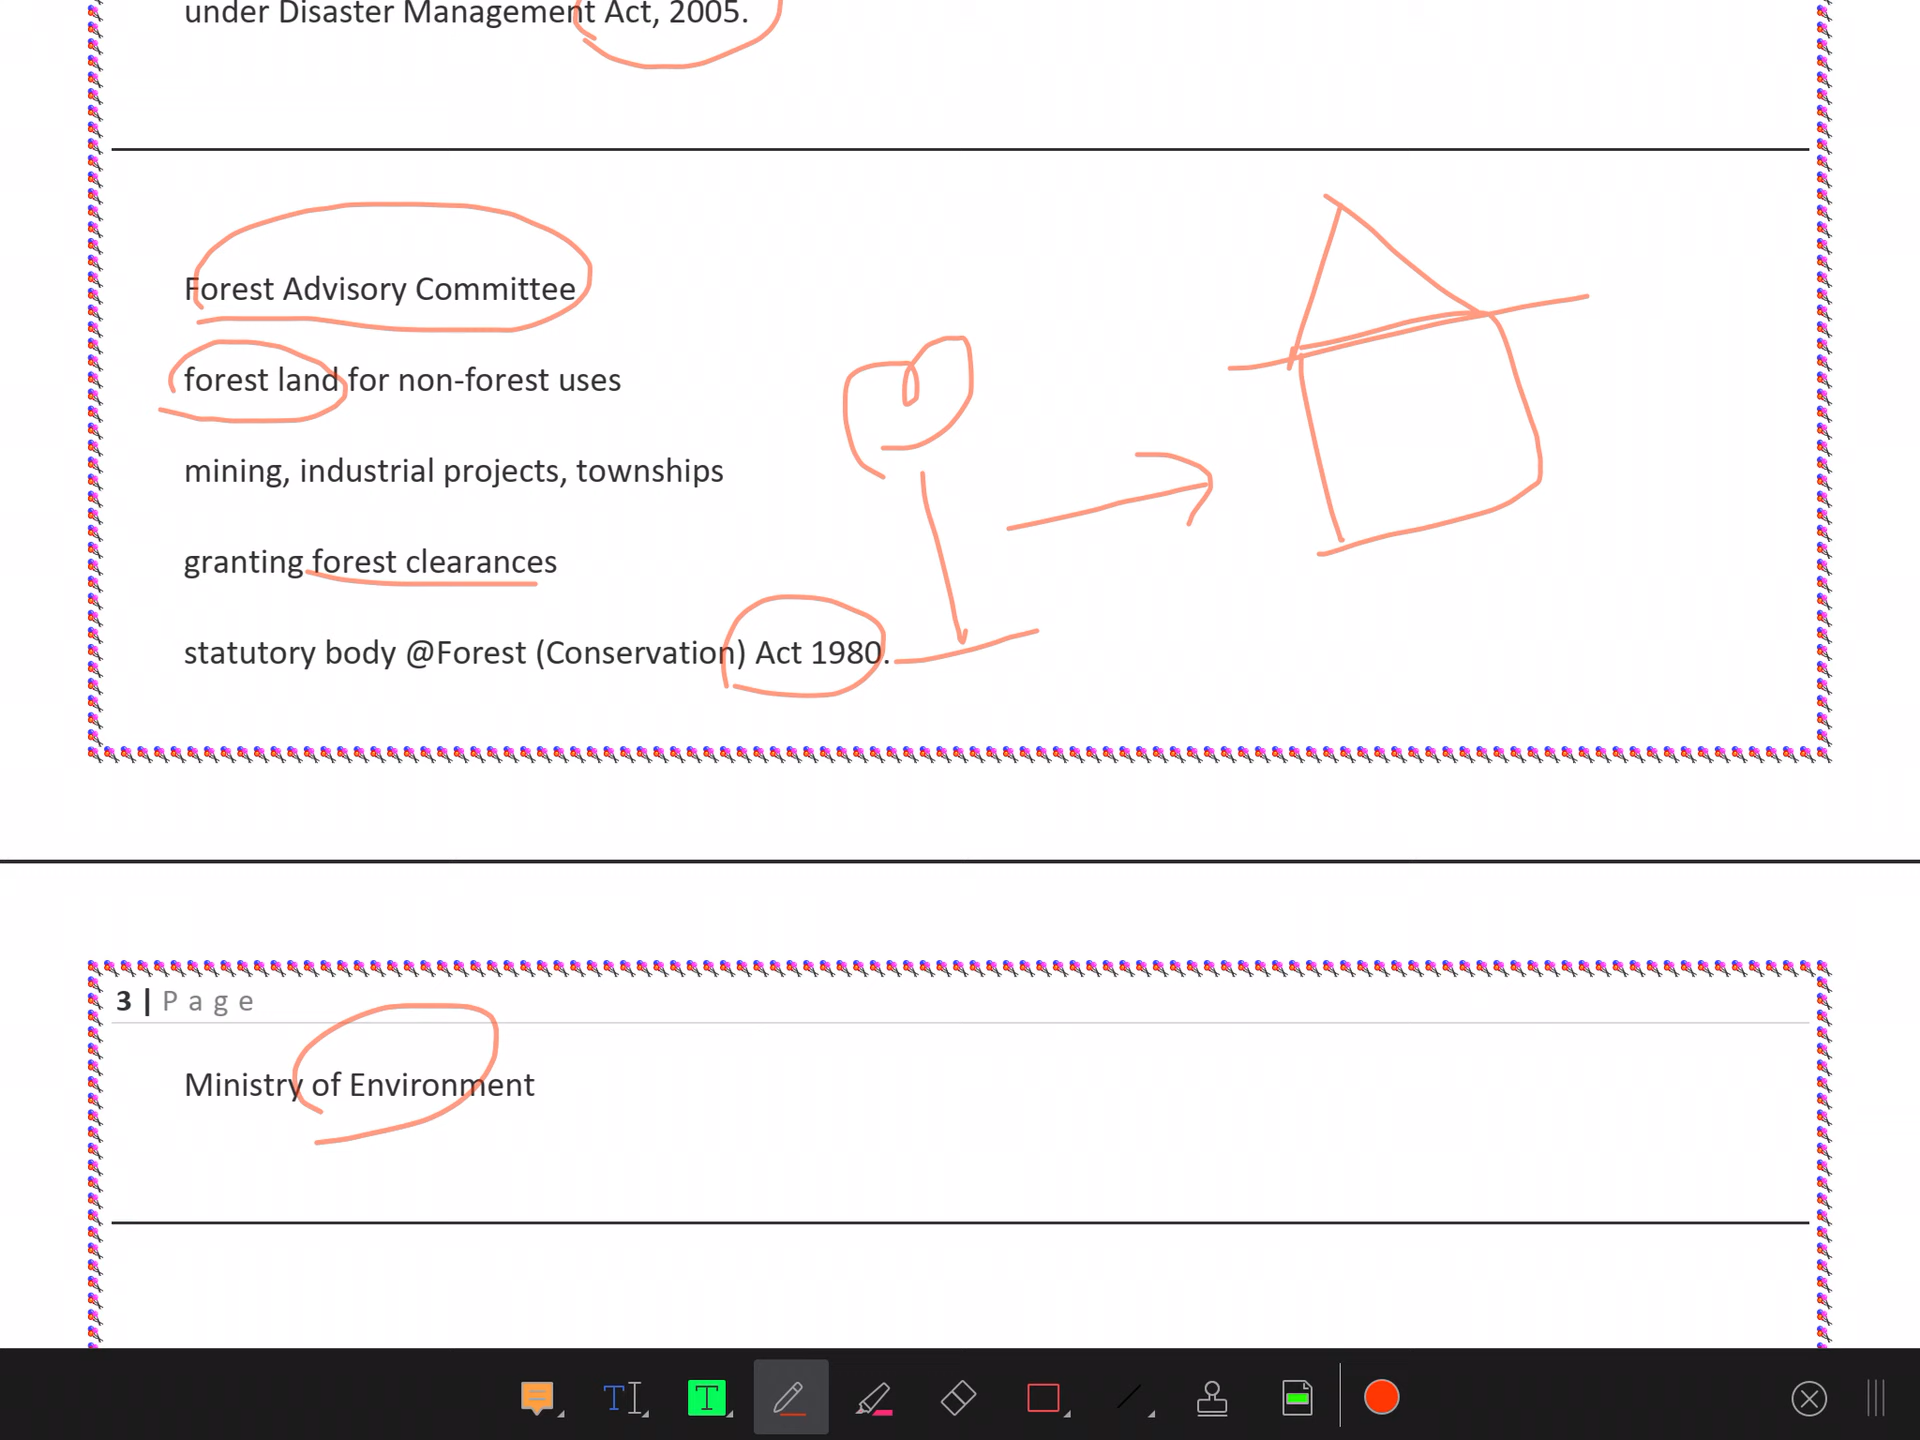 under Disaster Management Act, 2005.
Forest Advisory Committee
forest land for non-forest uses
mining, industrial projects, townships
granting forest clearances
statutory body @Forest (Conservation) Act 1980.
3 | Page
Ministry of Environment